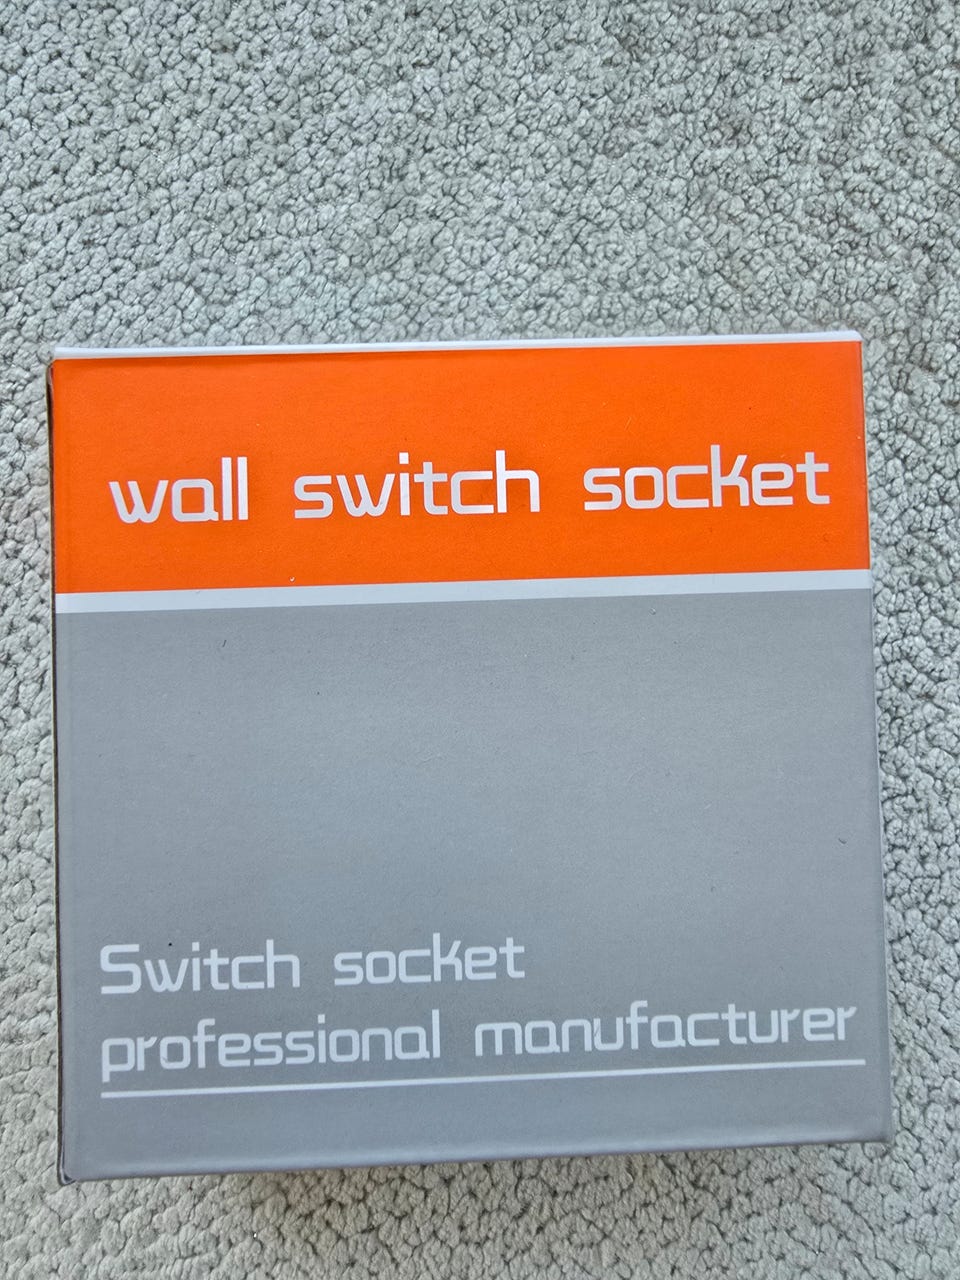 wall switch socket
Switch socket
professional manufacturer